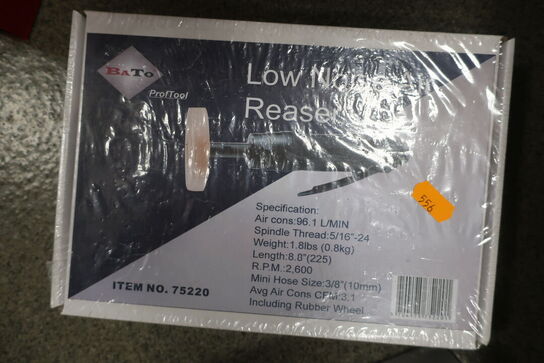 BATO
ProfTool
Low
Reaser
Specification:
Air cons:96.1 L/MIN
Spindle Thread:5/16"-24
Weight:1.8lbs (0.8kg)
Length:8.8"(225)
R.P.M.:2,600
Mini Hose Size:3/8"(10mm)
Avg Air Cons CFM:3.1
Including Rubber Wheel
ITEM NO. 75220
556